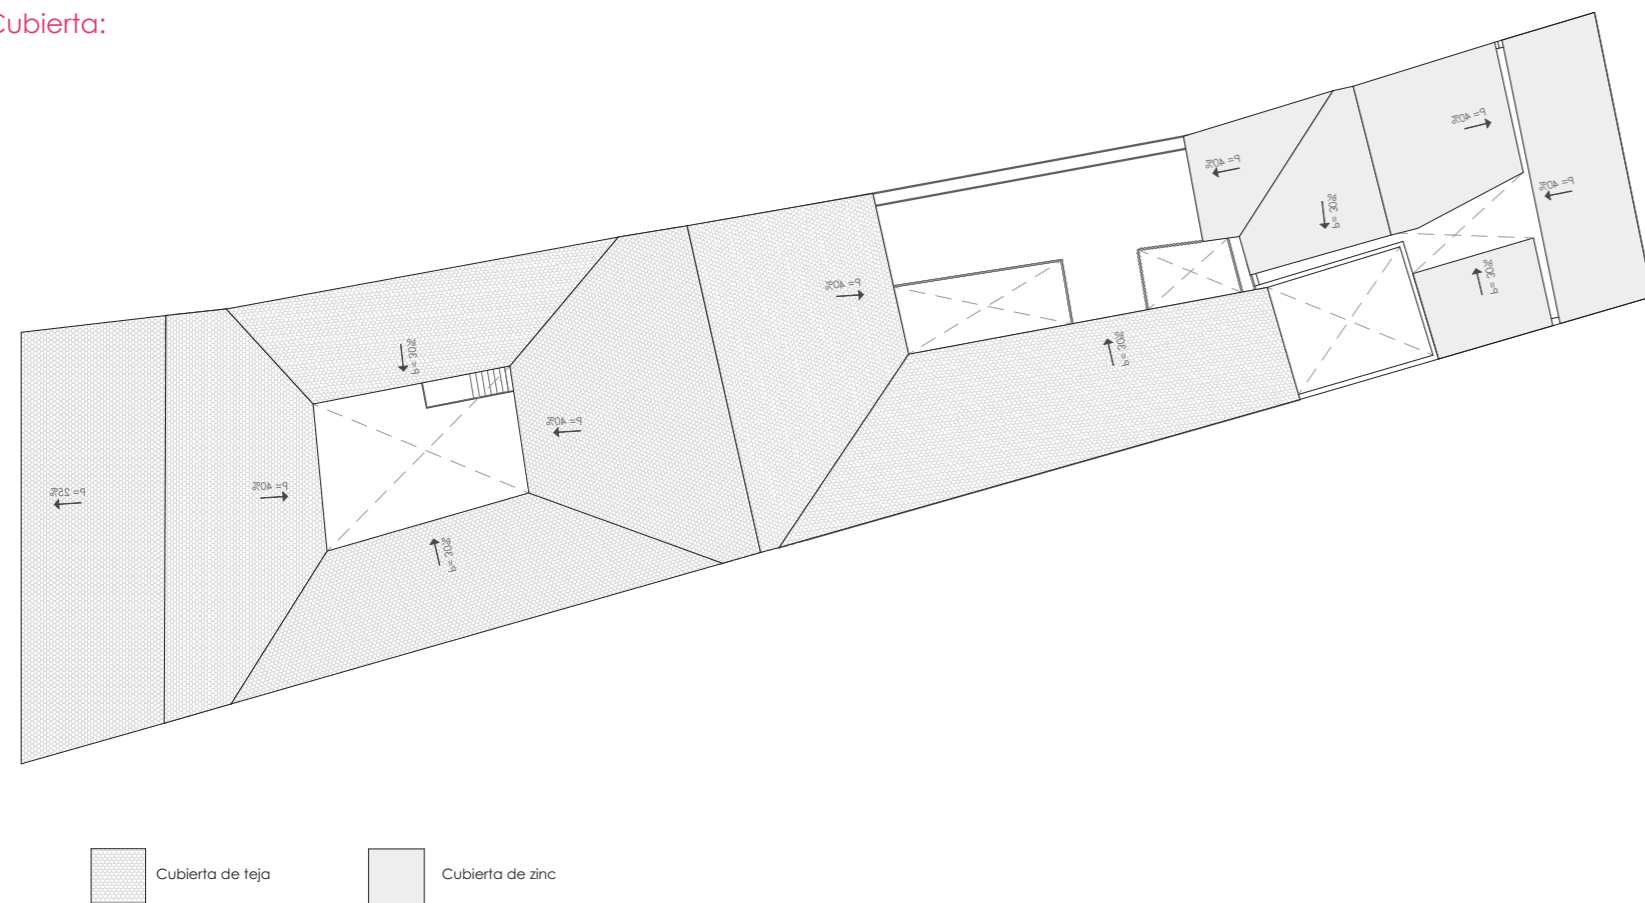 Cubierta:
P= 40%
P= 40%
P= 40%
P= 30%
P= 40%
P= 30%
P= 40%
P= 30%
P= 30%
P= 40%
P= 25%
P= 40%
P= 30%
Cubierta de teja
Cubierta de zinc